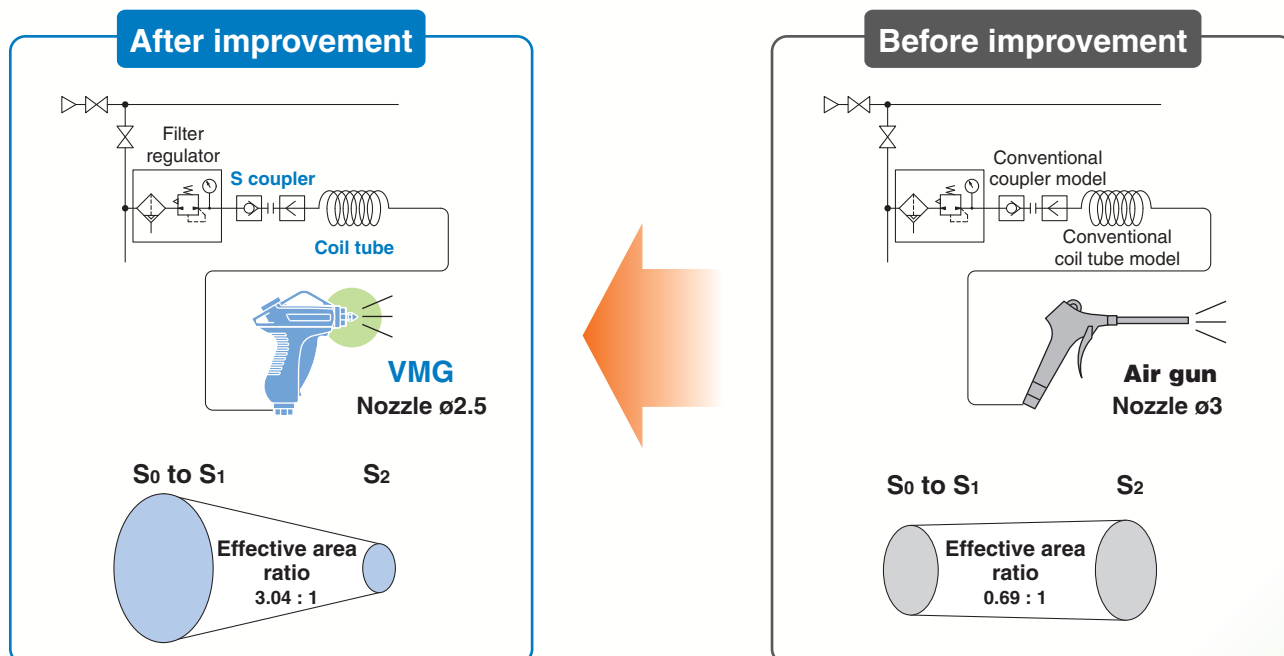 After improvement
Filter
regulator
S coupler
Coil tube
VMG
Nozzle ø2.5
S0 to S1
S2
Effective area
ratio
3.04 : 1
Before improvement
Conventional
coupler model
Conventional
coil tube model
Air gun
Nozzle ø3
S0 to S1
S2
Effective area
ratio
0.69 : 1